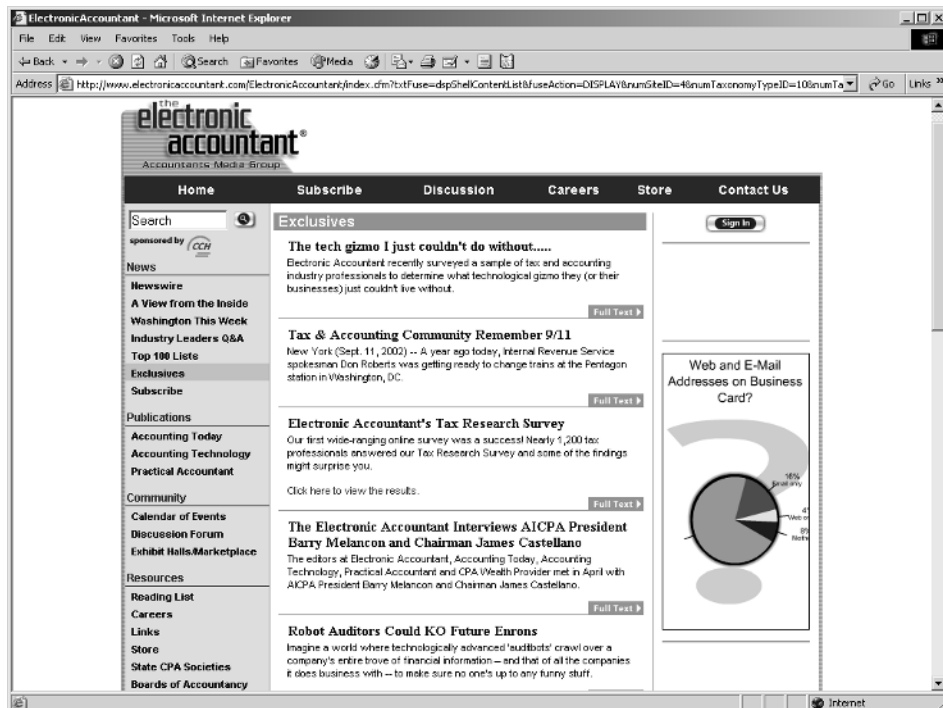 ElectronicAccountant - Microsoft Internet Explorer
File Edit View Favorites Tools Help
Back Search Favorites Media
Address http://www.electronicaccountant.com/ElectronicAccountant/index.cfm?txtFuse=dspShellContentList&fuseAction=DISPLAY&numSiteID=4&numTaxonomyTypeID=10&numTa Go Links »
the
electronic
accountant®
Accountants Media Group
Home Subscribe Discussion Careers Store Contact Us
Search
sponsored by CCH
News
Newswire
A View from the Inside
Washington This Week
Industry Leaders Q&A
Top 100 Lists
Exclusives
Subscribe
Publications
Accounting Today
Accounting Technology
Practical Accountant
Community
Calendar of Events
Discussion Forum
Exhibit Halls/Marketplace
Resources
Reading List
Careers
Links
Store
State CPA Societies
Boards of Accountancy
Exclusives
The tech gizmo I just couldn't do without.....
Electronic Accountant recently surveyed a sample of tax and accounting
industry professionals to determine what technological gizmo they (or their
businesses) just couldn't live without.
Full Text
Tax & Accounting Community Remember 9/11
New York (Sept. 11, 2002) -- A year ago today, Internal Revenue Service
spokesman Don Roberts was getting ready to change trains at the Pentagon
station in Washington, DC.
Full Text
Electronic Accountant's Tax Research Survey
Our first wide-ranging online survey was a success! Nearly 1,200 tax
professionals answered our Tax Research Survey and some of the findings
might surprise you.
Click here to view the results.
Full Text
The Electronic Accountant Interviews AICPA President
Barry Melancon and Chairman James Castellano
The editors at Electronic Accountant, Accounting Today, Accounting
Technology, Practical Accountant and CPA Wealth Provider met in April with
AICPA President Barry Melancon and Chairman James Castellano.
Full Text
Robot Auditors Could KO Future Enrons
Imagine a world where technologically advanced 'auditbots' crawl over a
company's entire trove of financial information -- and that of all the companies
it does business with -- to make sure no one's up to any funny stuff.
Sign In
Web and E-Mail
Addresses on Business
Card?
16%
4%
Web o
8%
Neith
Internet